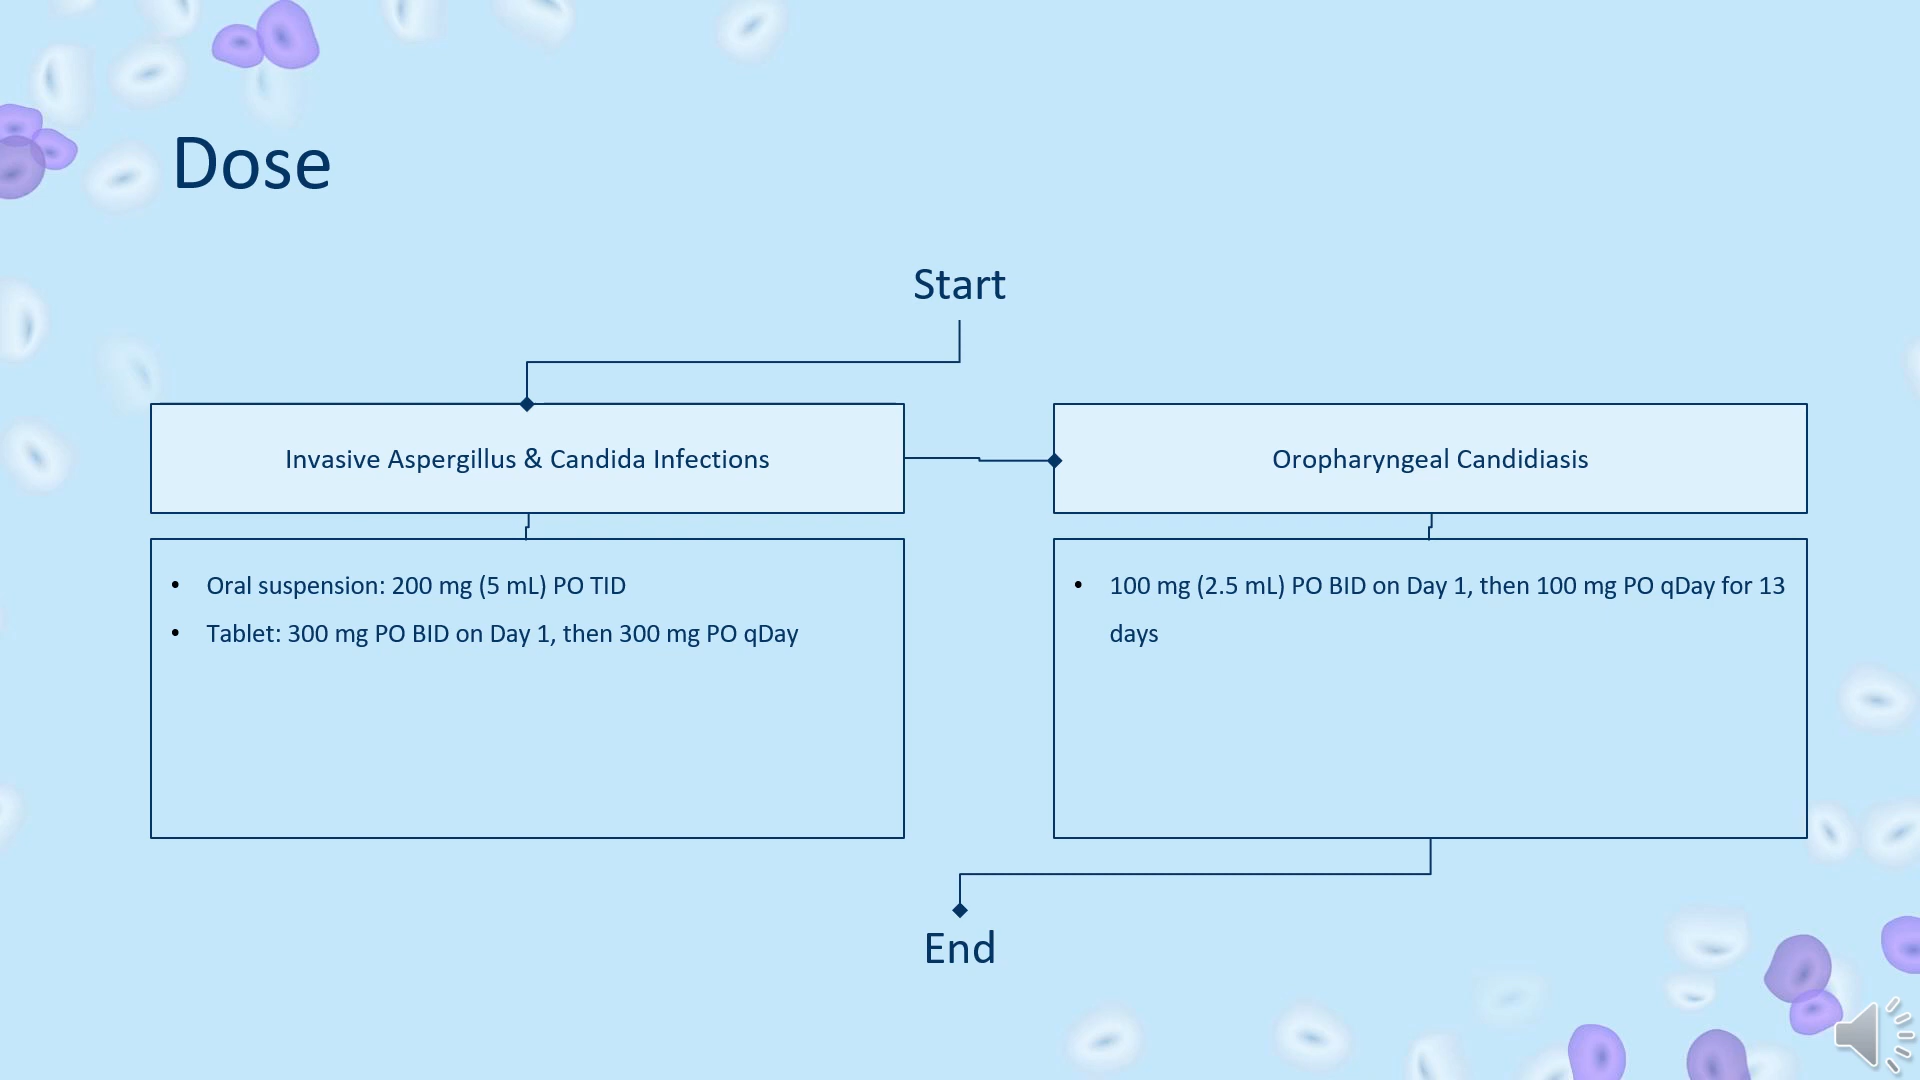 Dose
Start
Invasive Aspergillus & Candida Infections
Oropharyngeal Candidiasis
• Oral suspension: 200 mg (5 mL) PO TID
• Tablet: 300 mg PO BID on Day 1, then 300 mg PO qDay
• 100 mg (2.5 mL) PO BID on Day 1, then 100 mg PO qDay for 13
days
End